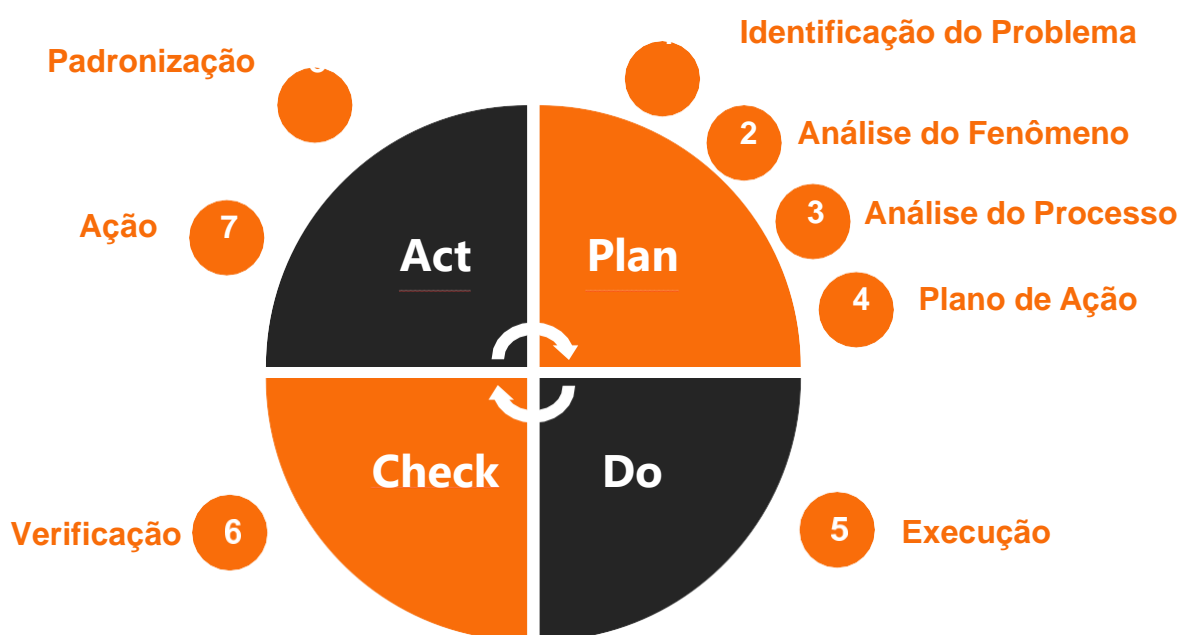 Identificação do Problema
Padronização
2 Análise do Fenômeno
3 Análise do Processo
Ação 7
Act
Plan
4 Plano de Ação
Check
Do
Verificação 6
5 Execução